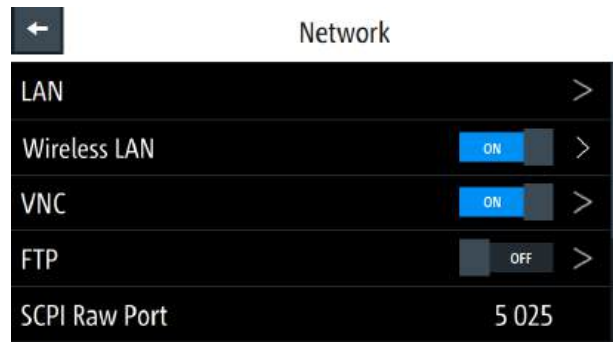 Network
LAN
Wireless LAN ON
VNC ON
FTP OFF
SCPI Raw Port 5 025